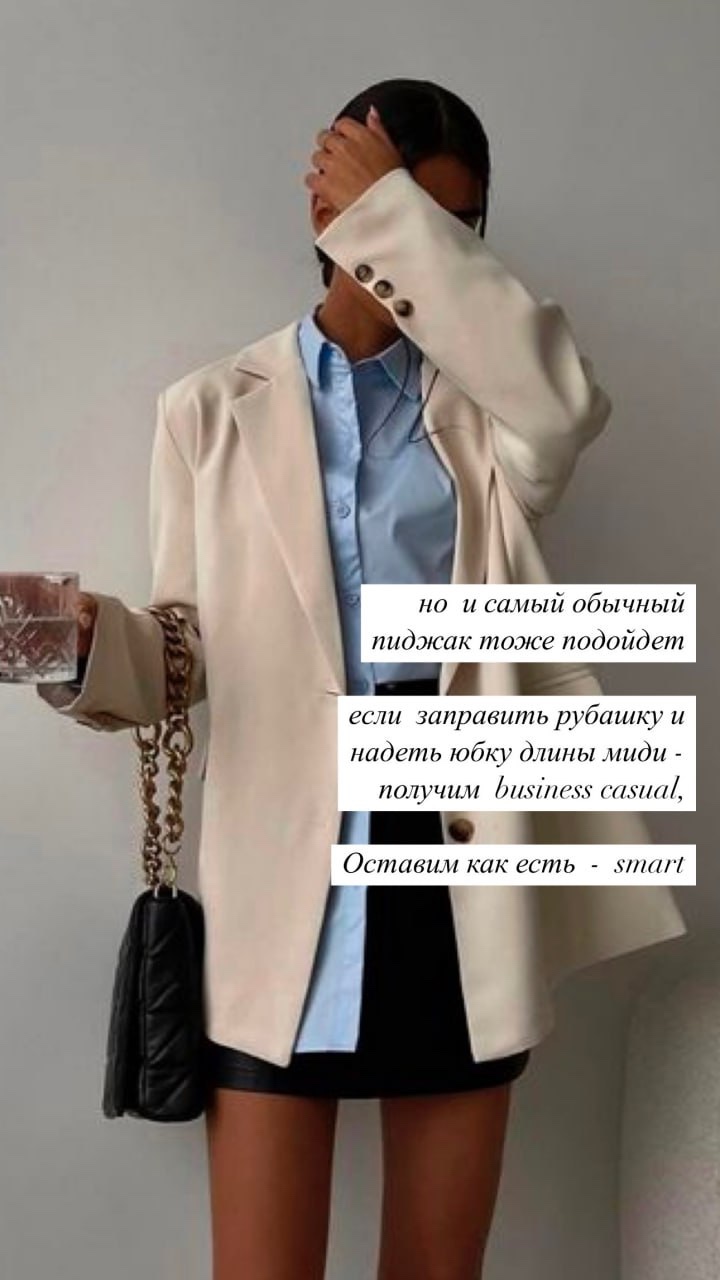 но и самый обычный
пиджак тоже подойдет
если заправить рубашку и
надеть юбку длины миди -
получим business casual,
Оставим как есть - smart